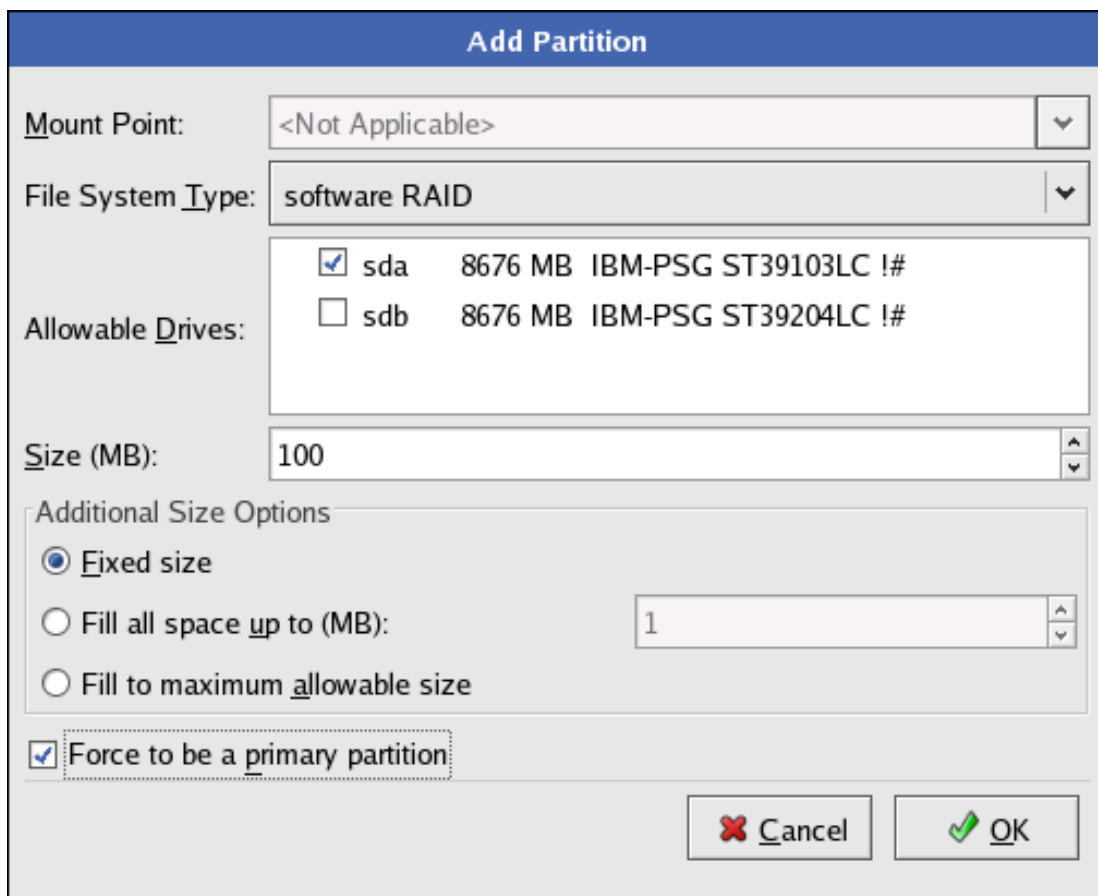 Add Partition
Mount Point: <Not Applicable>
File System Type: software RAID
sda 8676 MB IBM-PSG ST39103LC !#
Allowable Drives: sdb 8676 MB IBM-PSG ST39204LC !#
Size (MB): 100
Additional Size Options
Fixed size
Fill all space up to (MB): 1
Fill to maximum allowable size
Force to be a primary partition
Cancel OK